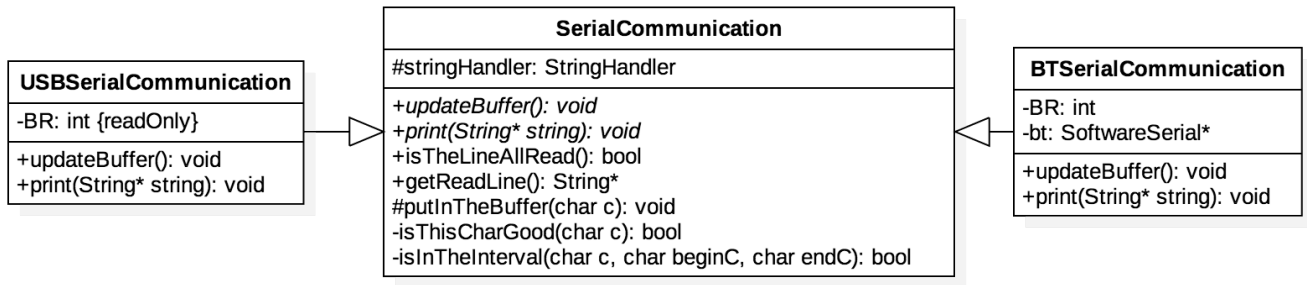 USBSerialCommunication
-BR: int {readOnly}
+updateBuffer(): void
+print(String* string): void
SerialCommunication
#stringHandler: StringHandler
+updateBuffer(): void
+print(String* string): void
+isTheLineAllRead(): bool
+getReadLine(): String*
#putInTheBuffer(char c): void
-isThisCharGood(char c): bool
-isInTheInterval(char c, char beginC, char endC): bool
BTSerialCommunication
-BR: int
-bt: SoftwareSerial*
+updateBuffer(): void
+print(String* string): void